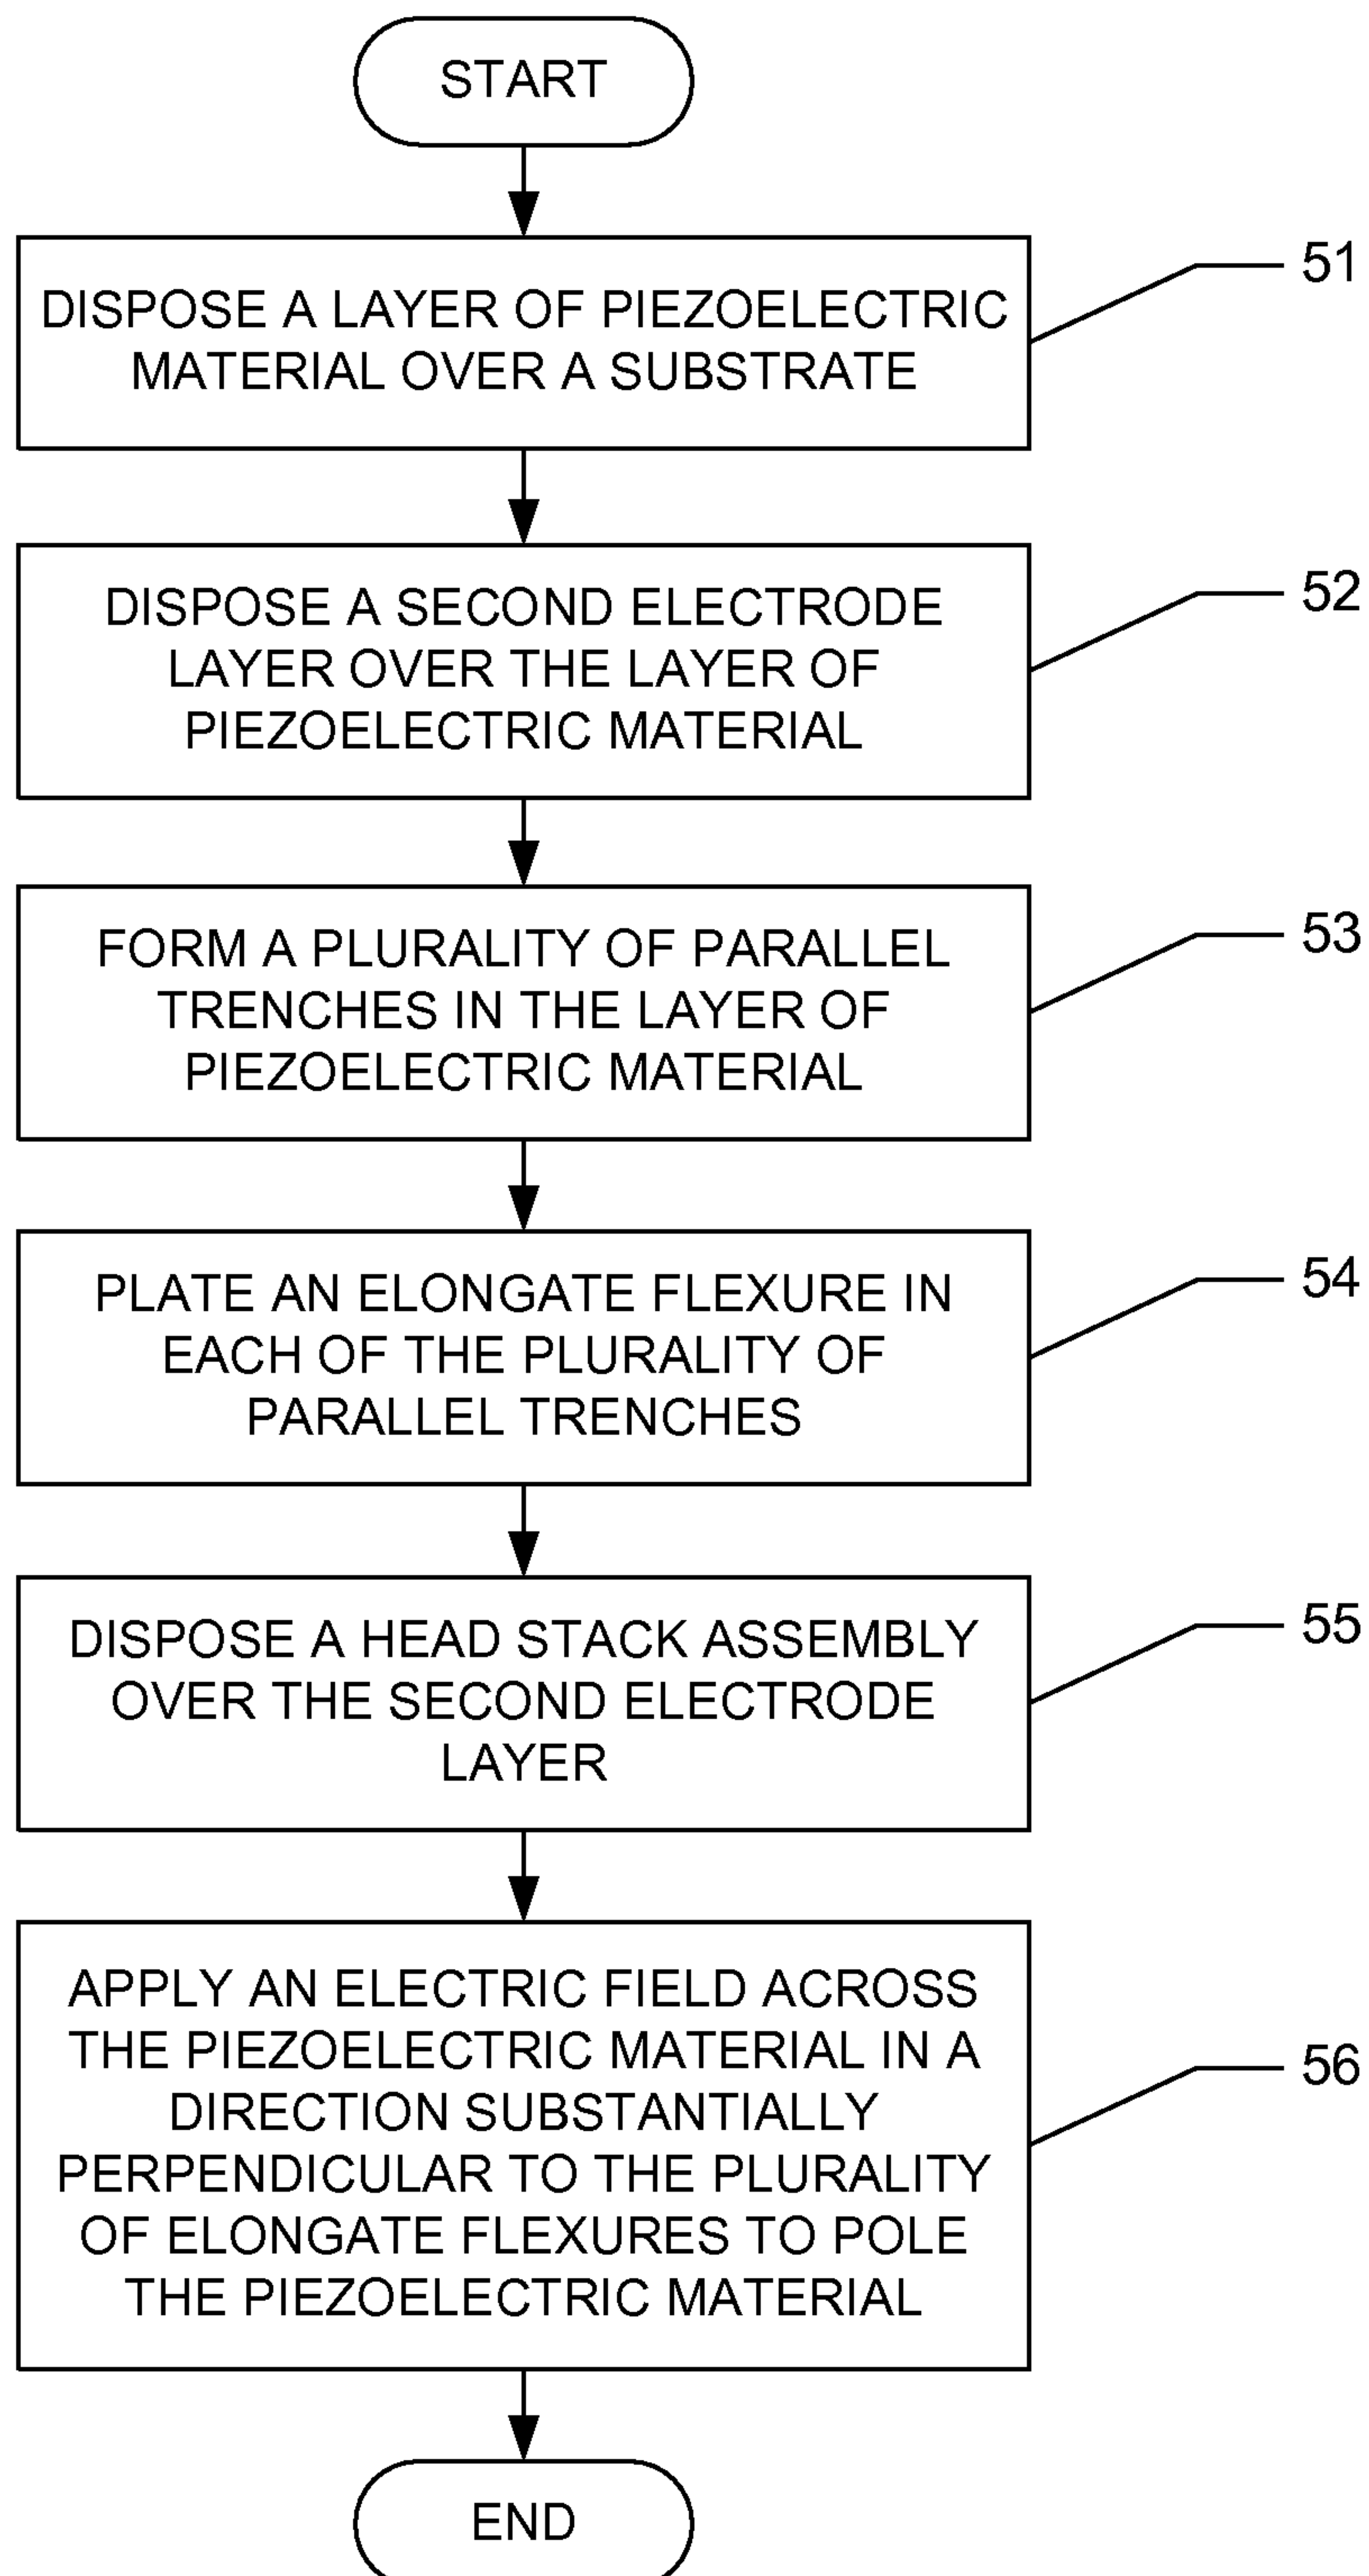 START
DISPOSE A LAYER OF PIEZOELECTRIC
MATERIAL OVER A SUBSTRATE
51
DISPOSE A SECOND ELECTRODE
LAYER OVER THE LAYER OF
PIEZOELECTRIC MATERIAL
52
FORM A PLURALITY OF PARALLEL
TRENCHES IN THE LAYER OF
PIEZOELECTRIC MATERIAL
53
PLATE AN ELONGATE FLEXURE IN
EACH OF THE PLURALITY OF
PARALLEL TRENCHES
54
DISPOSE A HEAD STACK ASSEMBLY
OVER THE SECOND ELECTRODE
LAYER
55
APPLY AN ELECTRIC FIELD ACROSS
THE PIEZOELECTRIC MATERIAL IN A
DIRECTION SUBSTANTIALLY
PERPENDICULAR TO THE PLURALITY
OF ELONGATE FLEXURES TO POLE
THE PIEZOELECTRIC MATERIAL
56
END